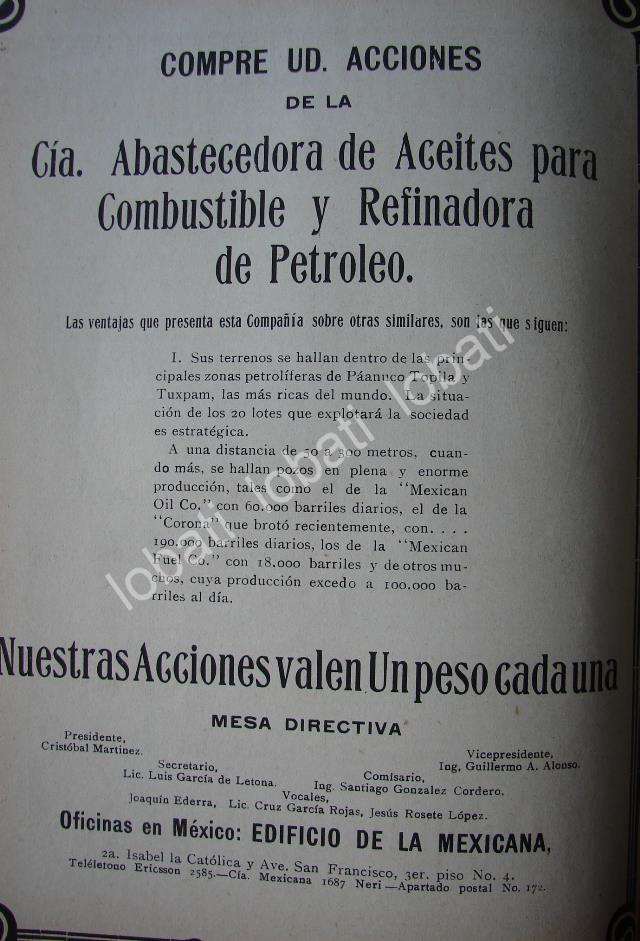 COMPRE UD. ACCIONES
DE LA
Cía. Abastecedora de Aceites para
Combustible y Refinadora
de Petroleo.
Las ventajas que presenta esta Compañía sobre otras similares, son las que siguen:
I. Sus terrenos se hallan dentro de las prin-
cipales zonas petrolíferas de Páanuco Topila y
Tuxpam, las más ricas del mundo. La situa-
ción de los 20 lotes que explotará la sociedad
es estratégica.
A una distancia de 50 a 300 metros, cuan-
do más, se hallan pozos en plena y enorme
producción, tales como el de la "Mexican
Oil Co." con 60.000 barriles diarios, el de la
"Corona" que brotó recientemente, con. . . .
190.000 barriles diarios, los de la "Mexican
Fuel Co." con 18.000 barriles y de otros mu-
chos, cuya producción excedo a 100.000 ba-
rriles al día.
Nuestras Acciones valen Un peso cada una
MESA DIRECTIVA
Presidente,
Cristóbal Martinez.
Vicepresidente,
Ing, Guillermo A. Alonso.
Secretario,
Lic. Luis García de Letona.
Comisario,
Ing. Santiago Gonzalez Cordero.
Vocales,
Joaquín Ederra, Lic. Cruz García Rojas, Jesús Rosete López.
Oficinas en México: EDIFICIO DE LA MEXICANA,
2a. Isabel la Católica y Ave. San Francisco, 3er. piso No. 4.
Teléletono Ericsson 2585.—Cía. Mexicana 1687 Neri—Apartado postal No. 172.
lobati lobati lobati lobati